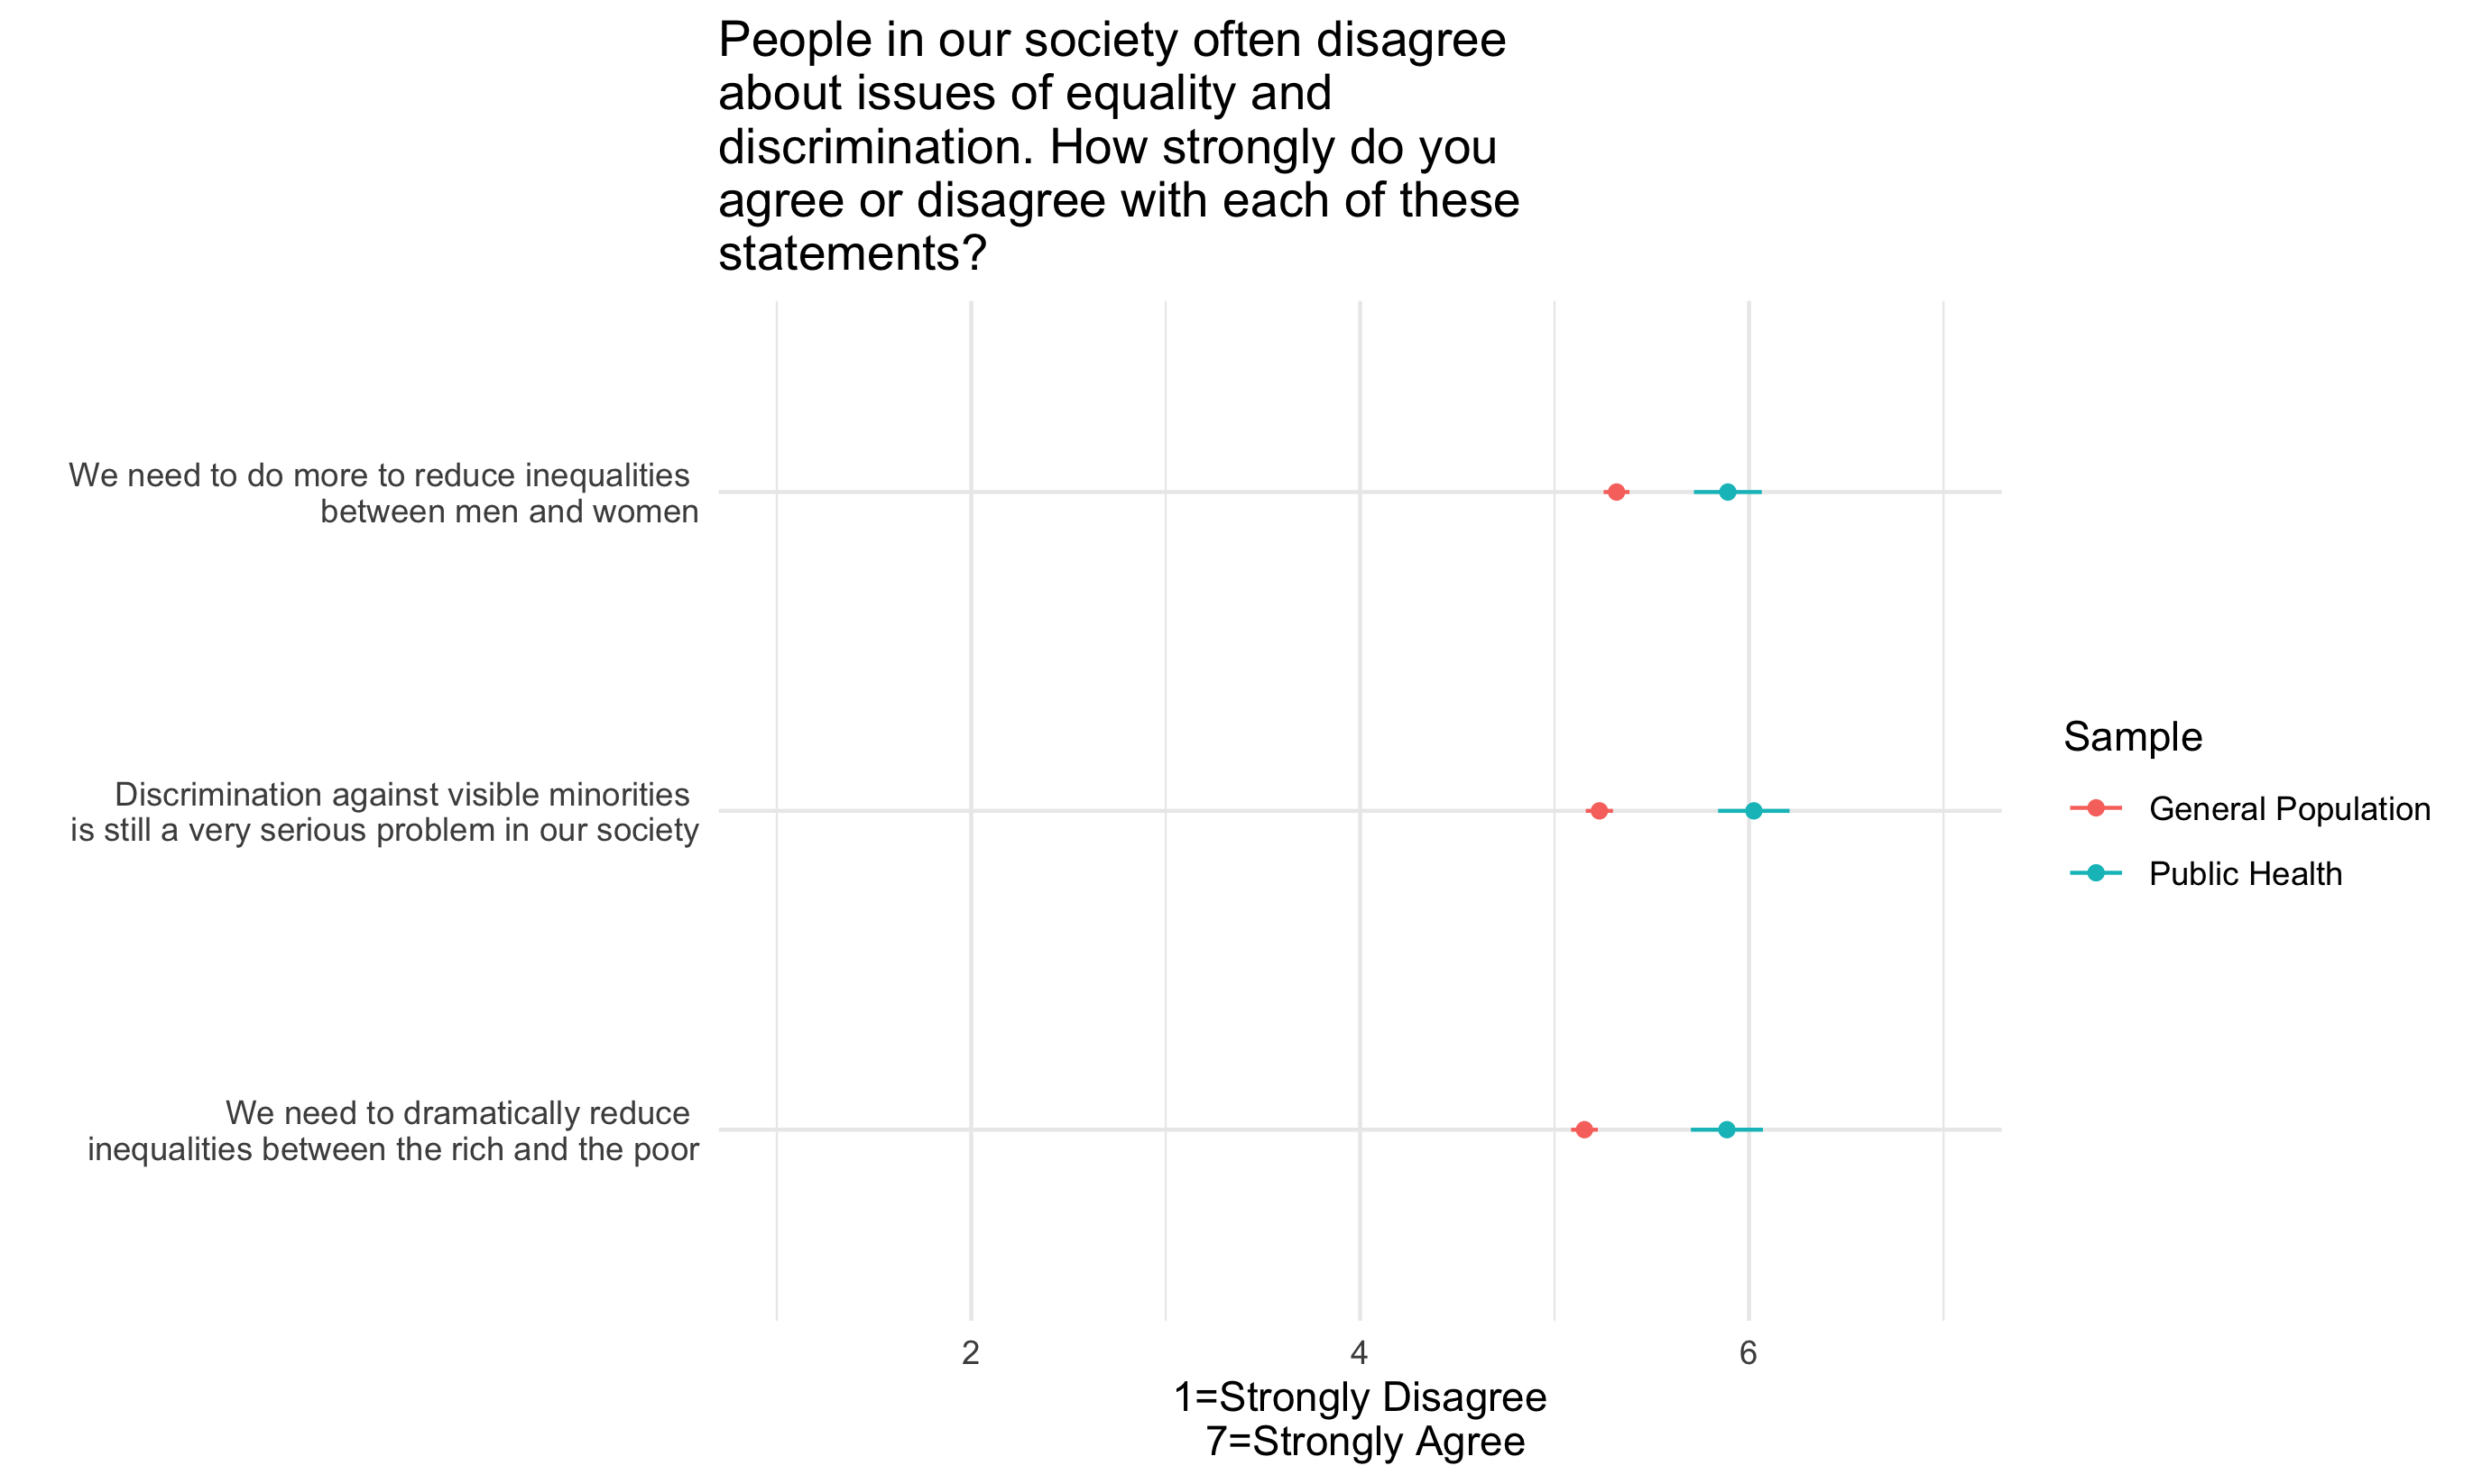 People in our society often disagree
about issues of equality and
discrimination. How strongly do you
agree or disagree with each of these
statements?
We need to do more to reduce inequalities
between men and women
Discrimination against visible minorities
is still a very serious problem in our society
We need to dramatically reduce
inequalities between the rich and the poor
Sample
General Population
Public Health
2 4 6
1=Strongly Disagree
7=Strongly Agree